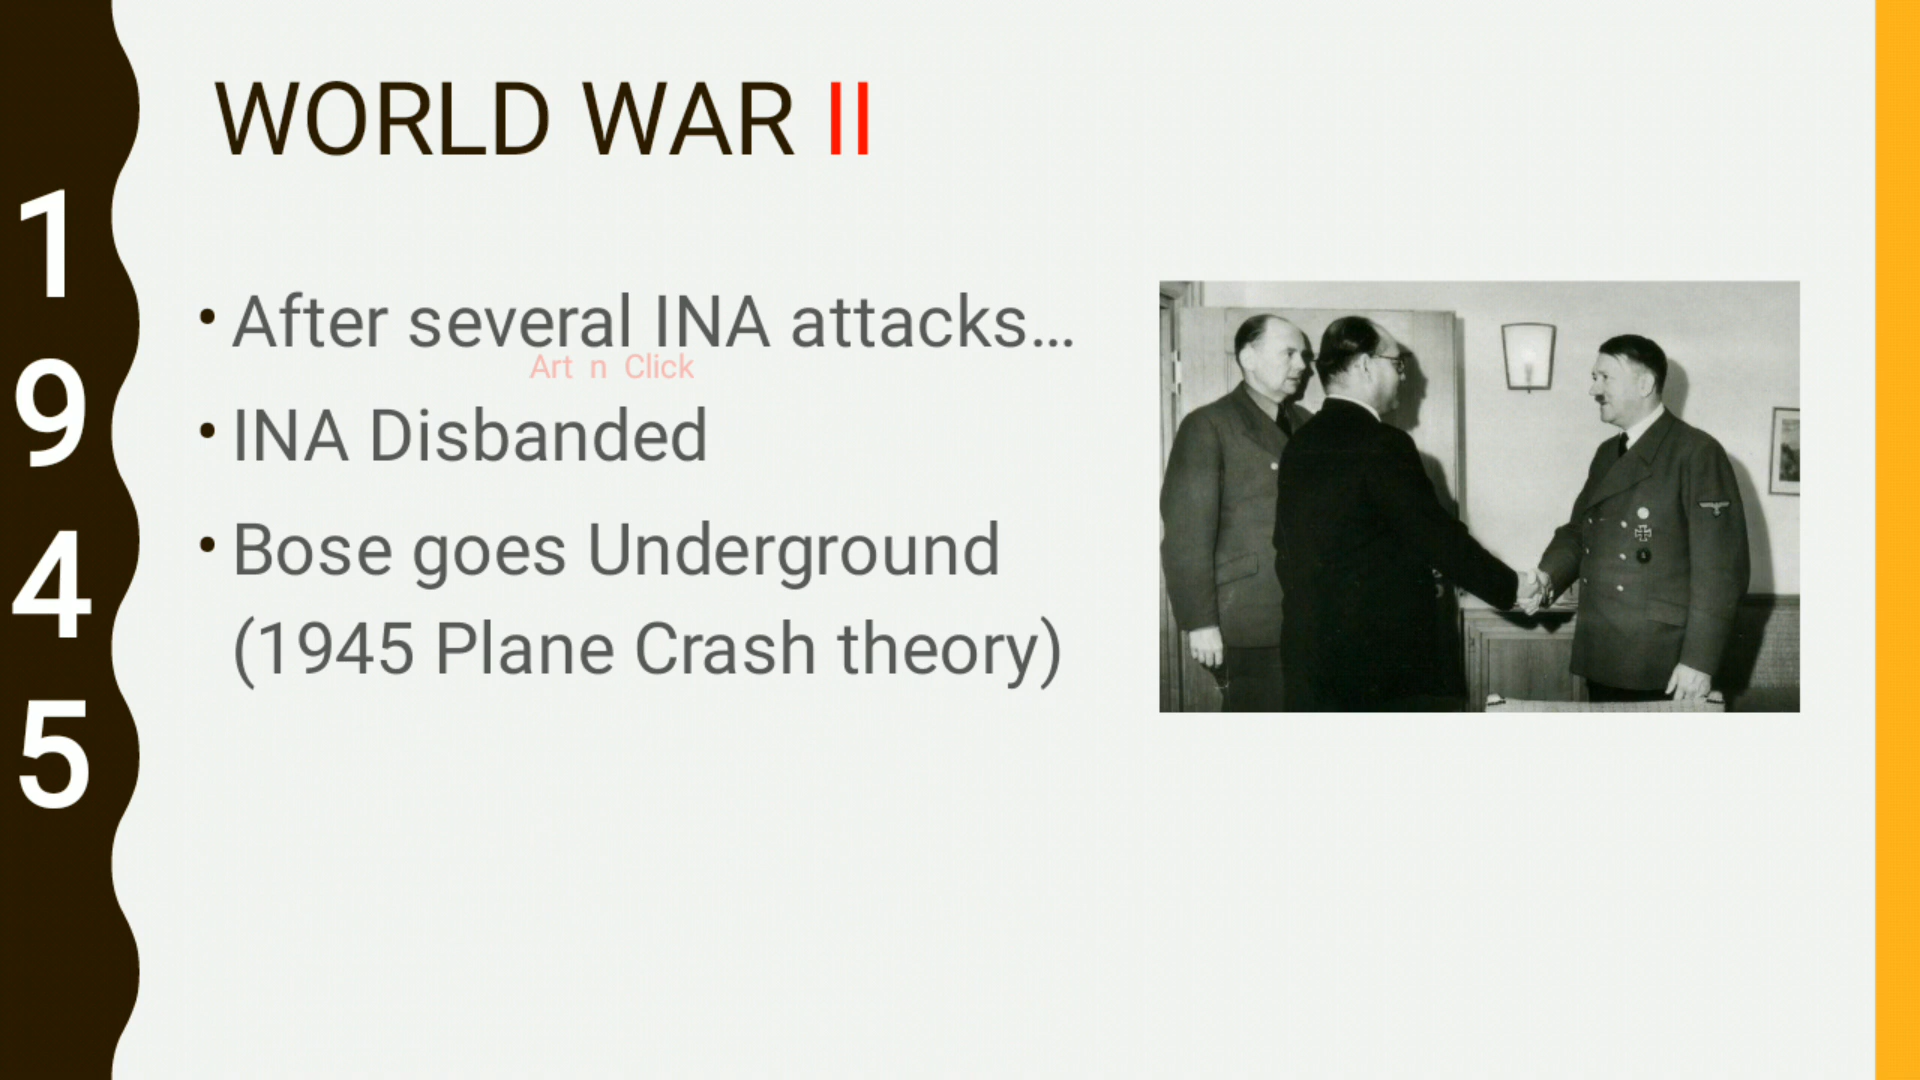 WORLD WAR II
1
9
4
5
• After several INA attacks...
Art n Click
• INA Disbanded
• Bose goes Underground
(1945 Plane Crash theory)